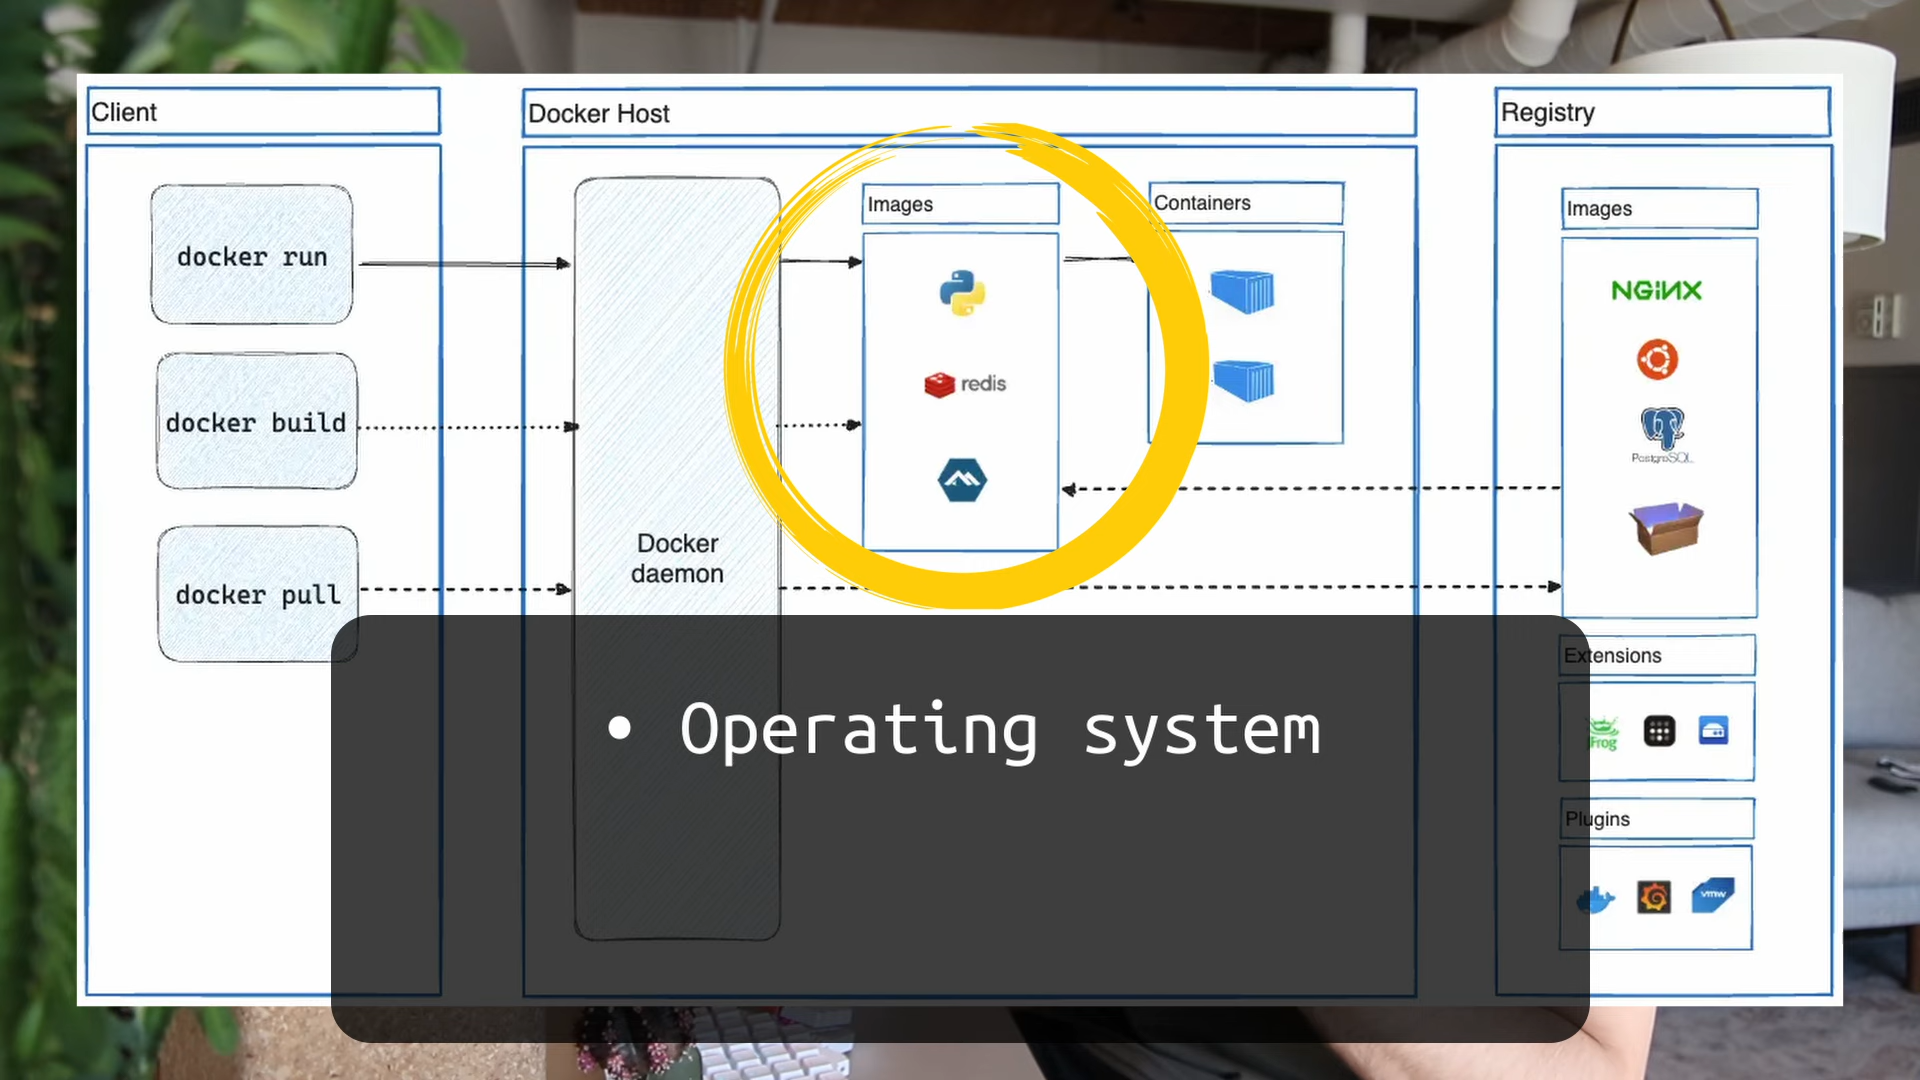 Client
Docker Host
Registry
docker run
docker build
docker pull
Docker
daemon
Images
redis
Containers
Images
NGINX
PostgreSQL
Extensions
Frog
Plugins
vmw
• Operating system